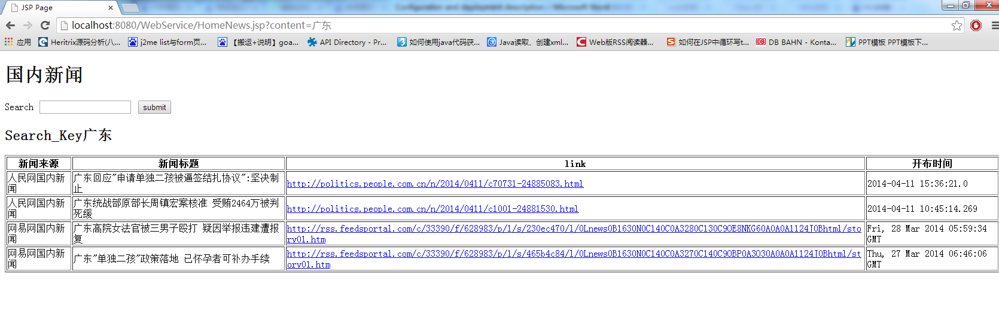 JSP Page
localhost:8080/WebService/HomeNews.jsp?content=广东
应用 Heritrix源码分析(八... j2me list与form页... 【搬运+说明】goa... API Directory - Pr... 如何使用java代码获... Java读取、创建xml... Web版RSS阅读器... 如何在JSP中循环写t... DB BAHN - Konta... PPT模板 PPT模板下...
国内新闻
Search submit
Search_Key广东
新闻来源 新闻标题 link 开布时间
人民网国内新闻 广东回应"申请单独二孩被逼签结扎协议":坚决制止 http://politics.people.com.cn/n/2014/0411/c70731-24885083.html 2014-04-11 15:36:21.0
人民网国内新闻 广东统战部原部长周镇宏案核准 受贿2464万被判死缓 http://politics.people.com.cn/n/2014/0411/c1001-24881530.html 2014-04-11 10:45:14.269
网易网国内新闻 广东高院女法官被三男子殴打 疑因举报违建遭报复 http://rss.feedsportal.com/c/33390/f/628983/p/1/s/230ec470/l/0Lnews0B1630N0C140C0A3280C130C9OE8NKG60A0A0A1124J0Bhtml/story01.htm Fri, 28 Mar 2014 05:59:34 GMT
网易网国内新闻 广东"单独二孩"政策落地 已怀孕者可补办手续 http://rss.feedsportal.com/c/33390/f/628983/p/1/s/465b4c84/l/0Lnews0B1630N0C140C0A3270C140C9OBP0A3O30A0A0A1124J0Bhtml/story01.htm Thu, 27 Mar 2014 06:46:06 GMT